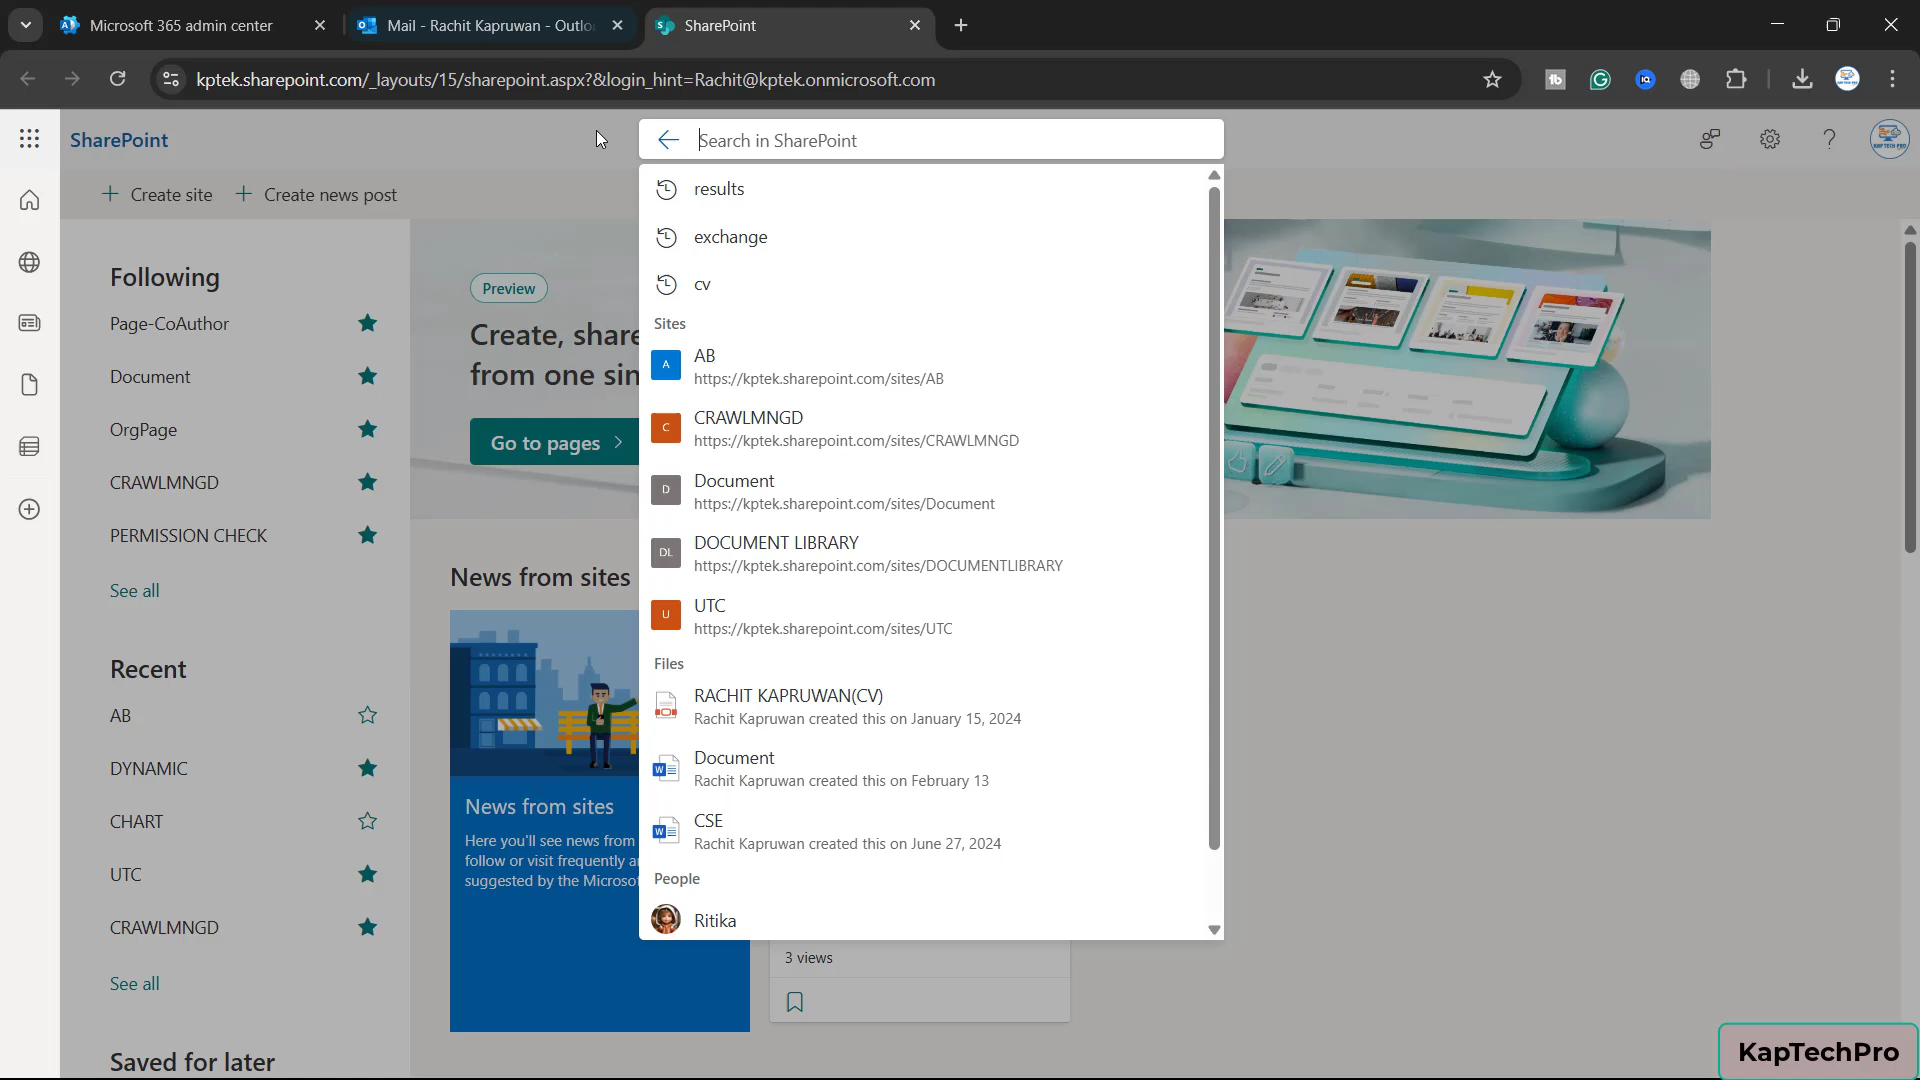 Microsoft 365 admin center
Mail - Rachit Kapruwan - Outlo
SharePoint
kptek.sharepoint.com/_layouts/15/sharepoint.aspx?&login_hint=Rachit@kptek.onmicrosoft.com
SharePoint
Search in SharePoint
Create site
Create news post
Following
Page-CoAuthor
Document
OrgPage
CRAWLMNGD
PERMISSION CHECK
See all
Recent
AB
DYNAMIC
CHART
UTC
CRAWLMNGD
See all
Saved for later
Preview
Create, share
from one sin
Go to pages
News from sites
News from sites
Here you'll see news from
follow or visit frequently a
suggested by the Microso
results
exchange
cv
Sites
A
AB
https://kptek.sharepoint.com/sites/AB
C
CRAWLMNGD
https://kptek.sharepoint.com/sites/CRAWLMNGD
D
Document
https://kptek.sharepoint.com/sites/Document
DL
DOCUMENT LIBRARY
https://kptek.sharepoint.com/sites/DOCUMENTLIBRARY
U
UTC
https://kptek.sharepoint.com/sites/UTC
Files
RACHIT KAPRUWAN(CV)
Rachit Kapruwan created this on January 15, 2024
Document
Rachit Kapruwan created this on February 13
CSE
Rachit Kapruwan created this on June 27, 2024
People
Ritika
3 views
KapTechPro